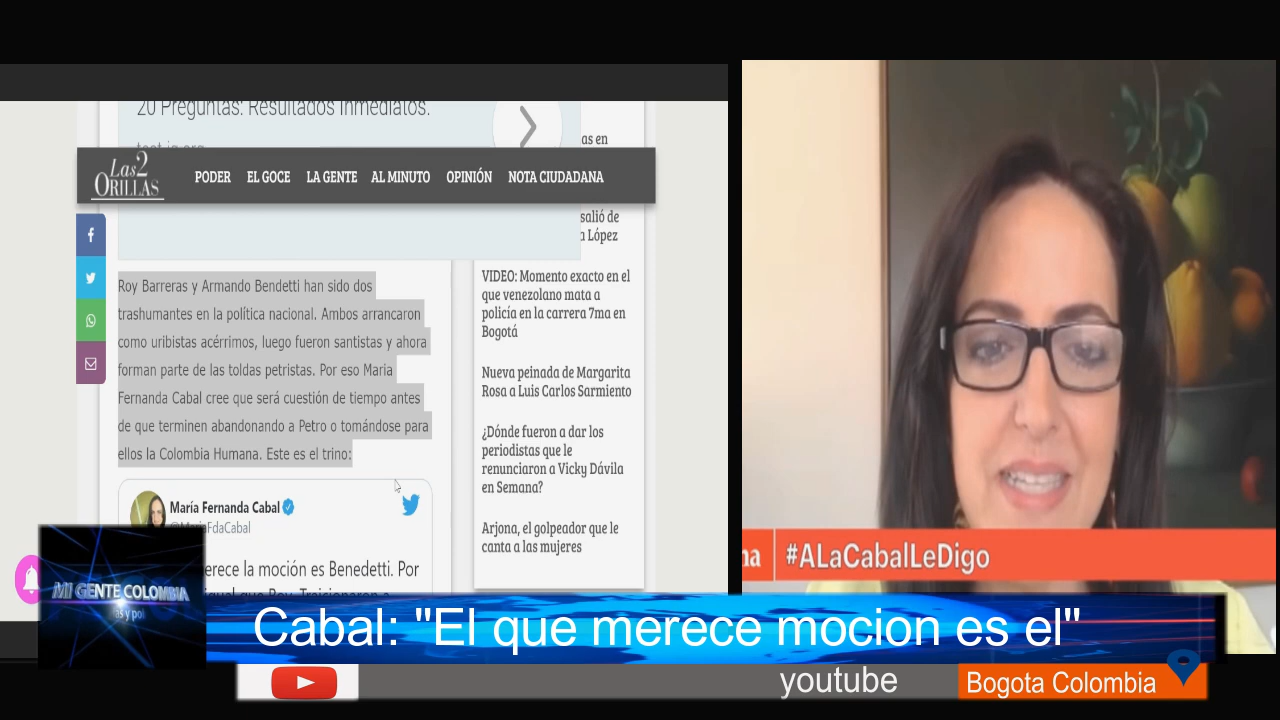 20 Preguntas: Resultados Inmediatos.
Las2
ORILLAS
PODER EL GOCE LA GENTE AL MINUTO OPINIÓN NOTA CIUDADANA
as en
salió de
López
VIDEO: Momento exacto en el
que venezolano mata a
policía en la carrera 7ma en
Bogotá
Nueva peinada de Margarita
Rosa a Luis Carlos Sarmiento
¿Dónde fueron a dar los
periodistas que le
renunciaron a Vicky Dávila
en Semana?
Arjona, el golpeador que le
canta a las mujeres
Roy Barreras y Armando Bendetti han sido dos
trashumantes en la política nacional. Ambos arrancaron
como uribistas acérrimos, luego fueron santistas y ahora
forman parte de las toldas petristas. Por eso Maria
Fernanda Cabal cree que será cuestión de tiempo antes
de que terminen abandonando a Petro o tomándose para
ellos la Colombia Humana. Este es el trino:
María Fernanda Cabal
@MariaFdaCabal
erece la moción es Benedetti. Por
na #ALaCabalLeDigo
MI GENTE COLOMBIA
as y pol
Cabal: "El que merece mocion es el"
youtube
Bogota Colombia